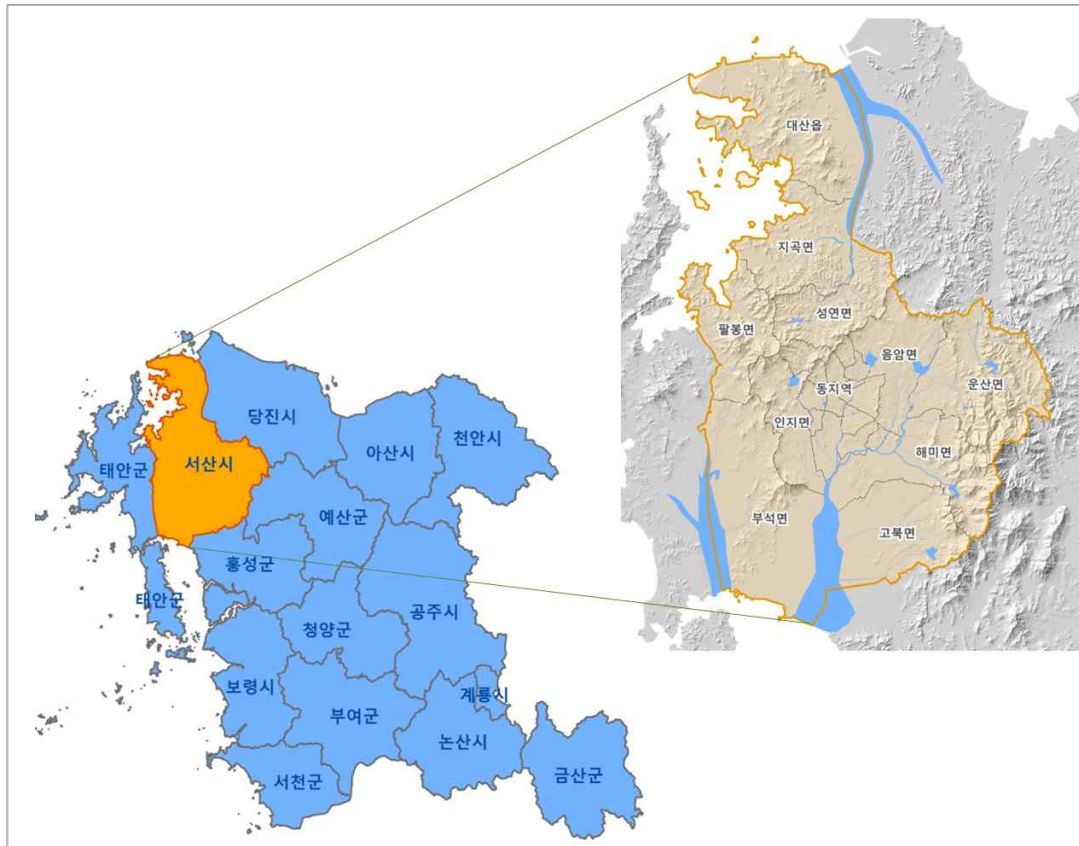 대산읍
지곡면
성연면
팔봉면
음암면
운산면
동지역
인지면
해미면
부석면
고북면
당진시
아산시
천안시
태안군
서산시
예산군
홍성군
태안군
청양군
공주시
보령시
계룡시
부여군
논산시
서천군
금산군